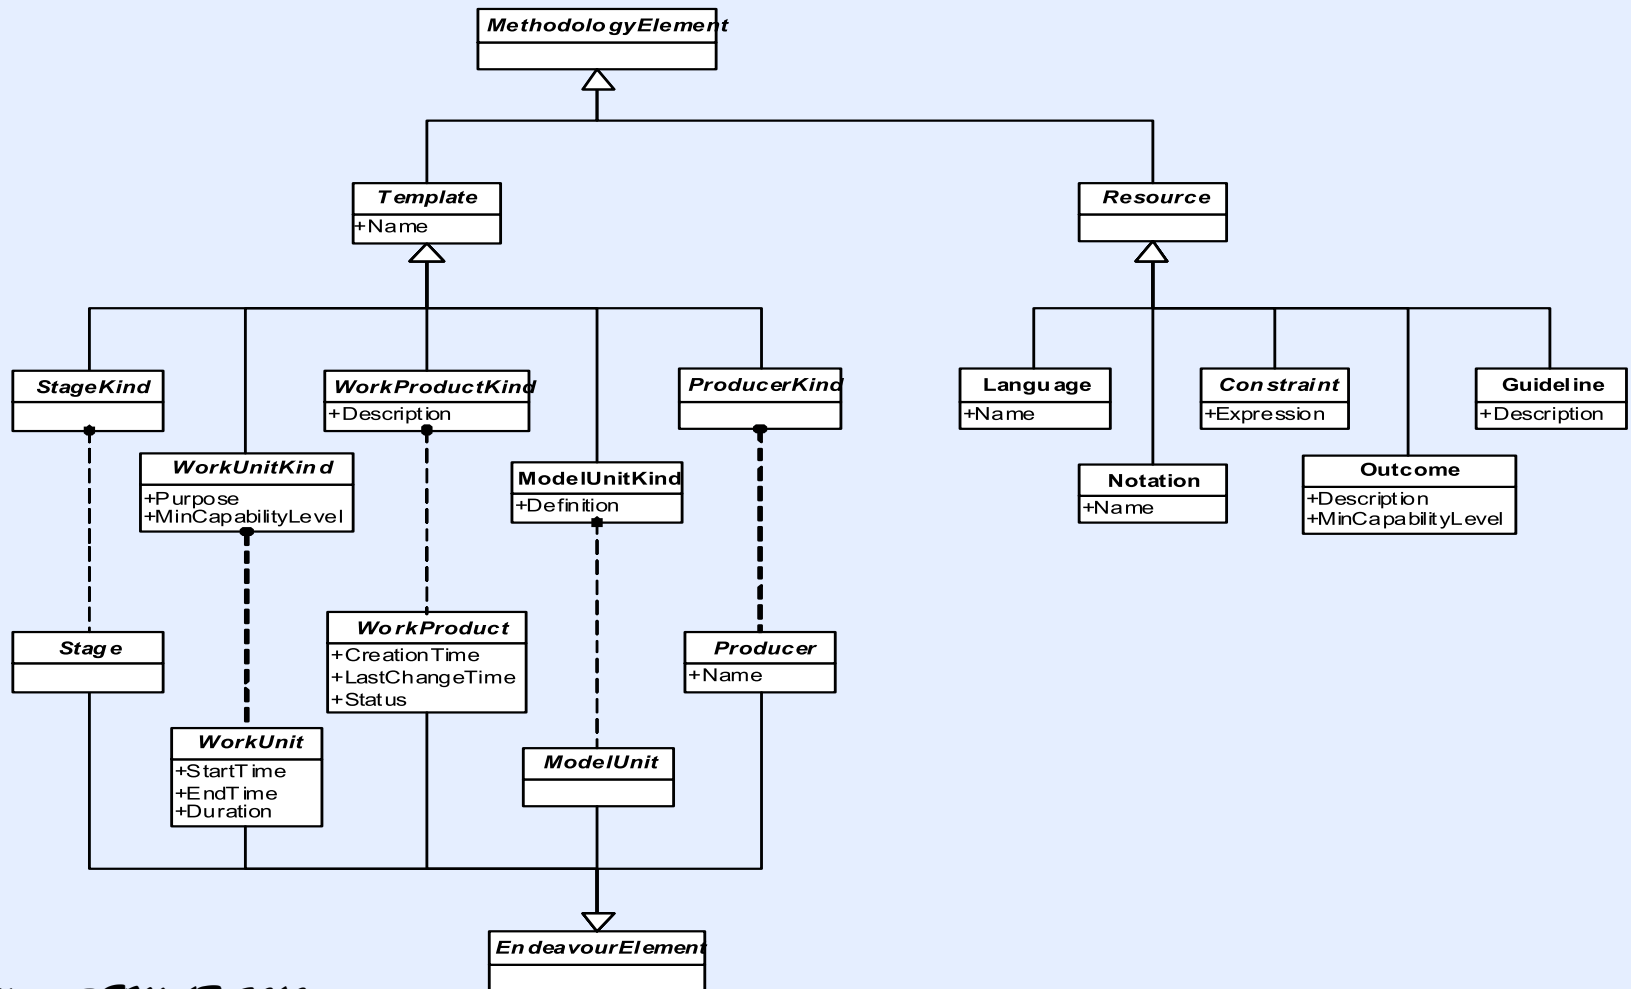 MethodologyElement
Template
+Name
Resource
StageKind
WorkProductKind
+Description
ProducerKind
Language
+Name
Constraint
+Expression
Guideline
+Description
WorkUnitKind
+Purpose
+MinCapabilityLevel
ModelUnitKind
+Definition
Notation
+Name
Outcome
+Description
+MinCapabilityLevel
Stage
WorkProduct
+CreationTime
+LastChangeTime
+Status
Producer
+Name
WorkUnit
+StartTime
+EndTime
+Duration
ModelUnit
EndeavourElement